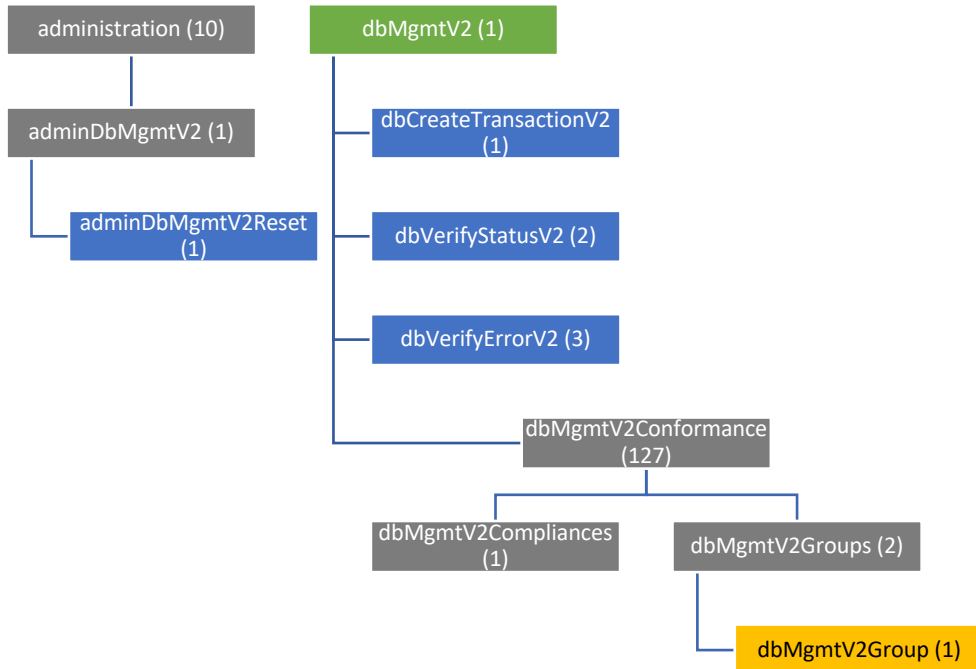 administration (10)
dbMgmtV2 (1)
adminDbMgmtV2 (1)
dbCreateTransactionV2
(1)
adminDbMgmtV2Reset
(1)
dbVerifyStatusV2 (2)
dbVerifyErrorV2 (3)
dbMgmtV2Conformance
(127)
dbMgmtV2Compliances
(1)
dbMgmtV2Groups (2)
dbMgmtV2Group (1)